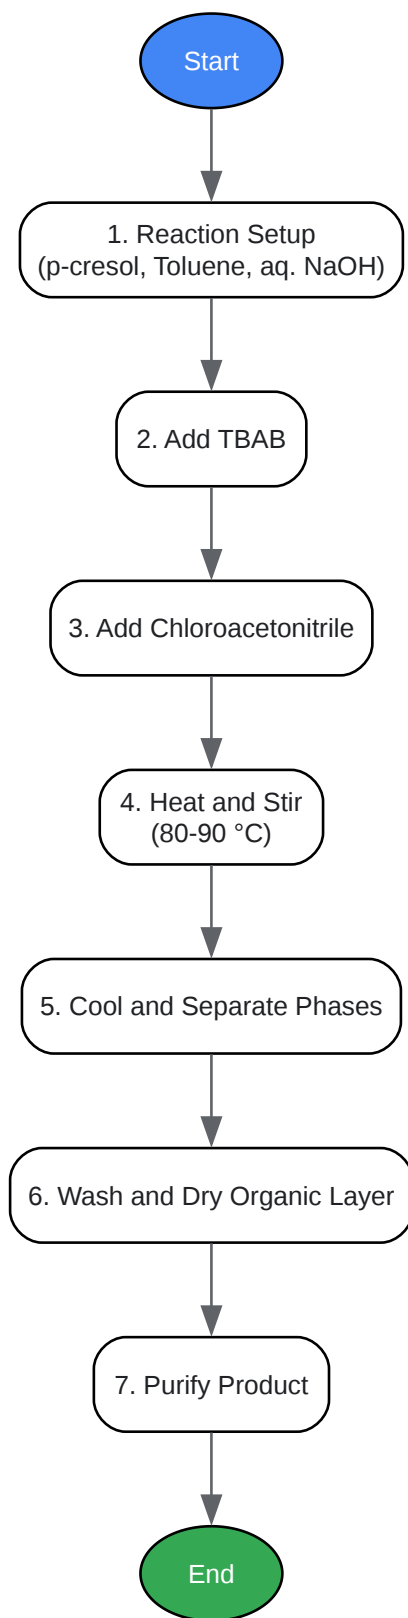 Start
1. Reaction Setup
(p-cresol, Toluene, aq. NaOH)
2. Add TBAB
3. Add Chloroacetonitrile
4. Heat and Stir
(80-90 °C)
5. Cool and Separate Phases
6. Wash and Dry Organic Layer
7. Purify Product
End